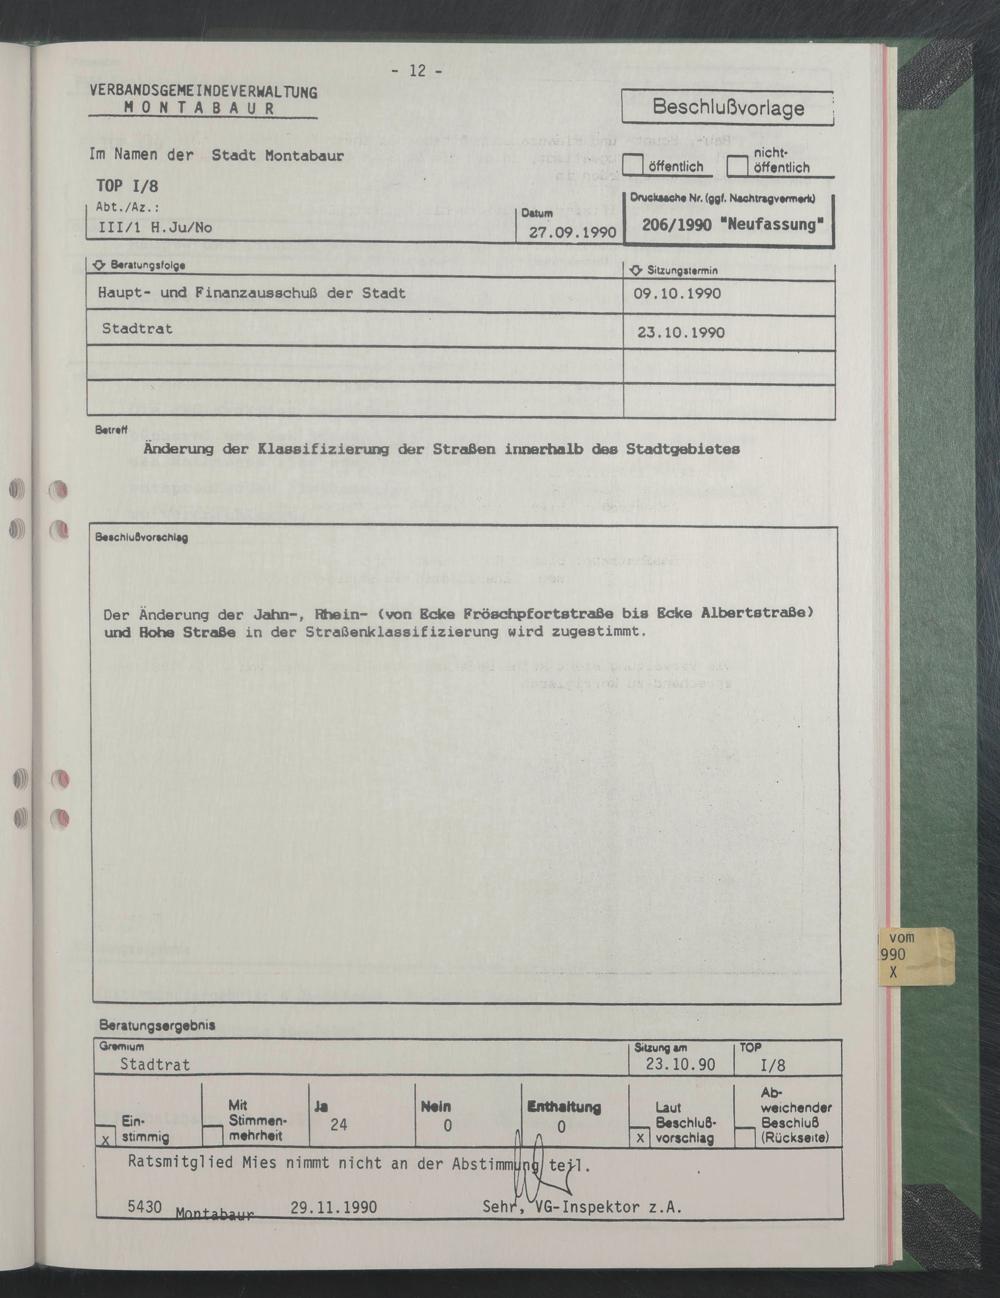 - 12 -
VERBANDSGEMEINDEVERWALTUNG
MONTABAUR
Beschlußvorlage
Im Namen der Stadt Montabaur
öffentlich
nicht-
öffentlich
TOP I/8
Abt./Az.:
III/1 H.Ju/No
Datum
27.09.1990
Drucksache Nr. (ggf. Nachtragvermerk)
206/1990 "Neufassung"
Beratungsfolge
Sitzungstermin
Haupt- und Finanzausschuß der Stadt
09.10.1990
Stadtrat
23.10.1990
Betreff
Änderung der Klassifizierung der Straßen innerhalb des Stadtgebietes
Beschlußvorschlag
Der Änderung der Jahn-, Rhein- (von Ecke Fröschpfortstraße bis Ecke Albertstraße)
und Hohe Straße in der Straßenklassifizierung wird zugestimmt.
vom
990
X
Beratungsergebnis
Gremium
Stadtrat
Sitzung am
23.10.90
TOP
I/8
X Ein-
stimmig
Mit
Stimmen-
mehrheit
Ja
24
Nein
0
Enthaltung
0
X Laut
Beschluß-
vorschlag
Ab-
weichender
Beschluß
(Rückseite)
Ratsmitglied Mies nimmt nicht an der Abstimmung teil.
5430 Montabaur 29.11.1990 Sehr, VG-Inspektor z.A.